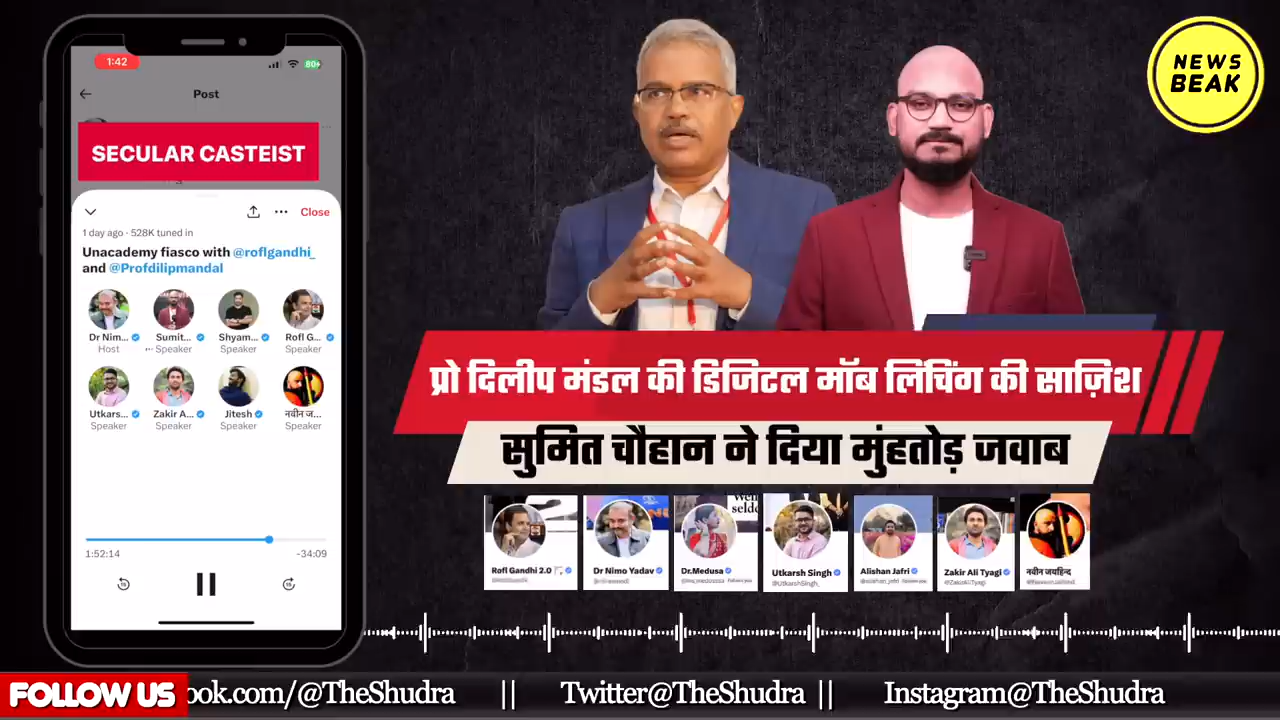 1:42
80+
Post
SECULAR CASTEIST
Close
1 day ago · 528K tuned in
Unacademy fiasco with @roflgandhi_
and @Profdilipmandal
Dr Nim... Sumit... Shyam... Rofl G...
Host Speaker Speaker Speaker
Utkars... Zakir A... Jitesh नवीन ज...
Speaker Speaker Speaker Speaker
1:52:14 -34:09
NEWS
BEAK
प्रो दिलीप मंडल की डिजिटल मॉब लिंचिंग की साज़िश
सुमित चौहान ने दिया मुंहतोड़ जवाब
Rofl Gandhi 2.0 Dr Nimo Yadav Dr.Medusa Utkarsh Singh Alishan Jafri Zakir Ali Tyagi नवीन जयहिन्द
@UtkarshSingh_ @ZakirAliTyagi
FOLLOW US ook.com/@TheShudra || Twitter@TheShudra || Instagram@TheShudra